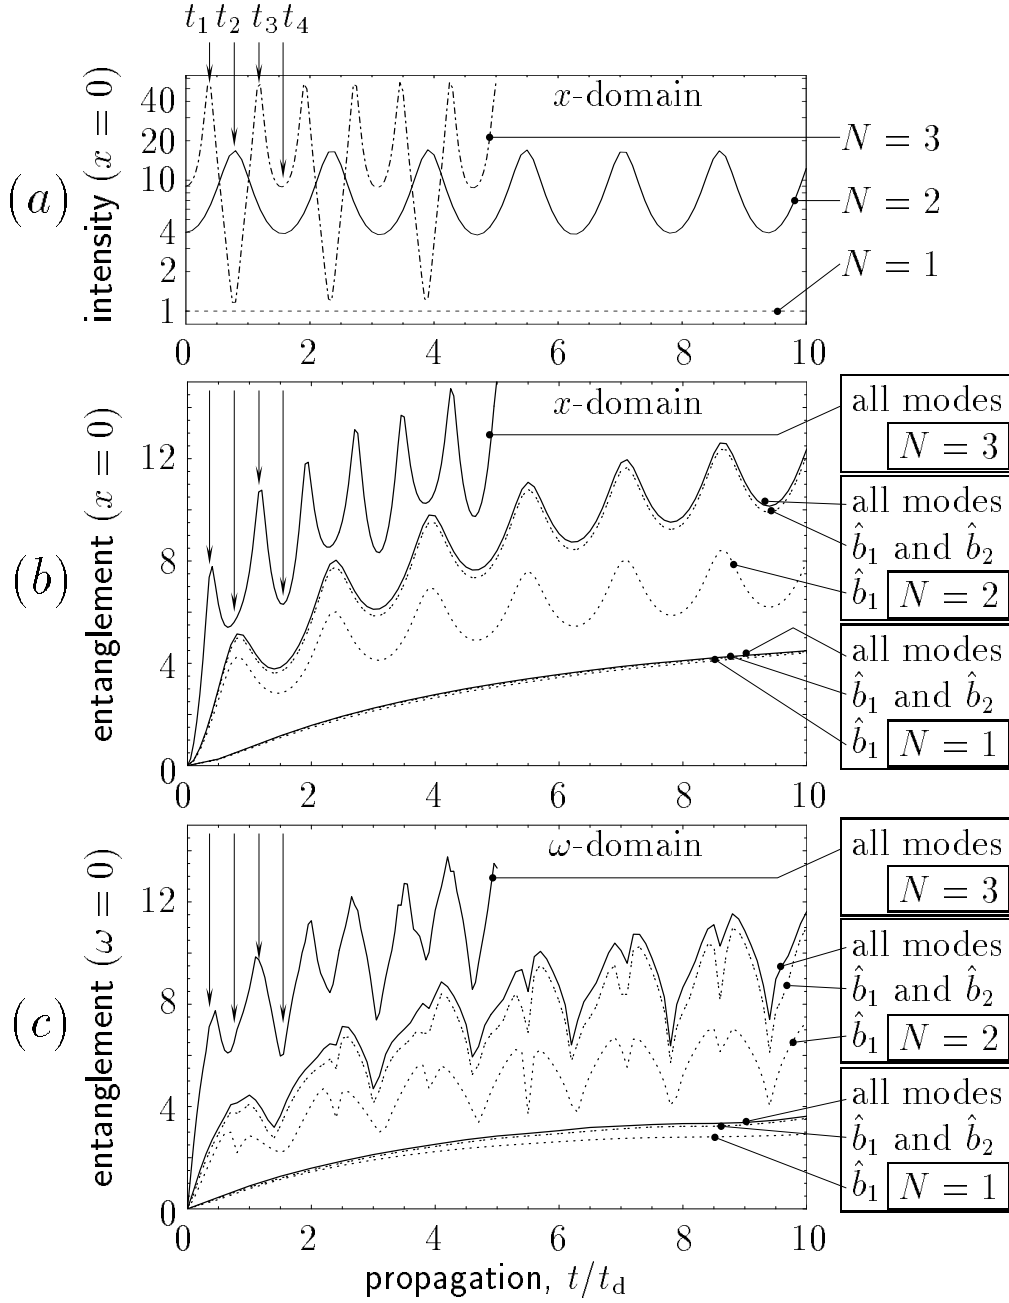 t₁ t₂ t₃ t₄
(a)
intensity (x = 0)
40
20
10
4
2
1
x-domain
N = 3
N = 2
N = 1
0 2 4 6 8 10
(b)
entanglement (x = 0)
12
8
4
0
x-domain
all modes
N = 3
all modes
b̂₁ and b̂₂
b̂₁ N = 2
all modes
b̂₁ and b̂₂
b̂₁ N = 1
0 2 4 6 8 10
(c)
entanglement (ω = 0)
12
8
4
0
ω-domain
all modes
N = 3
all modes
b̂₁ and b̂₂
b̂₁ N = 2
all modes
b̂₁ and b̂₂
b̂₁ N = 1
0 2 4 6 8 10
propagation, t/t_d